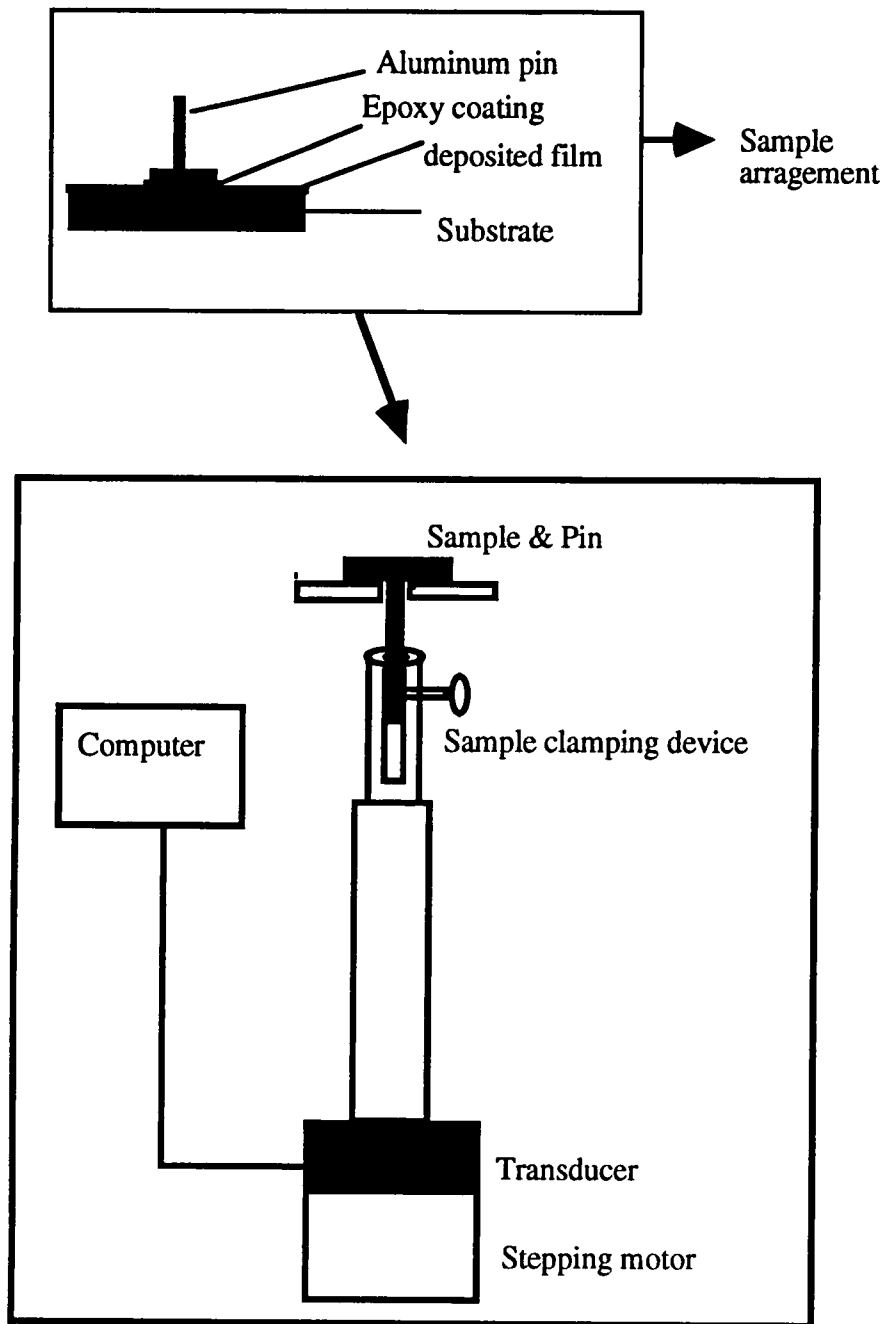 Aluminum pin
Epoxy coating
deposited film
Substrate
Sample
arragement
Sample & Pin
Computer
Sample clamping device
Transducer
Stepping motor